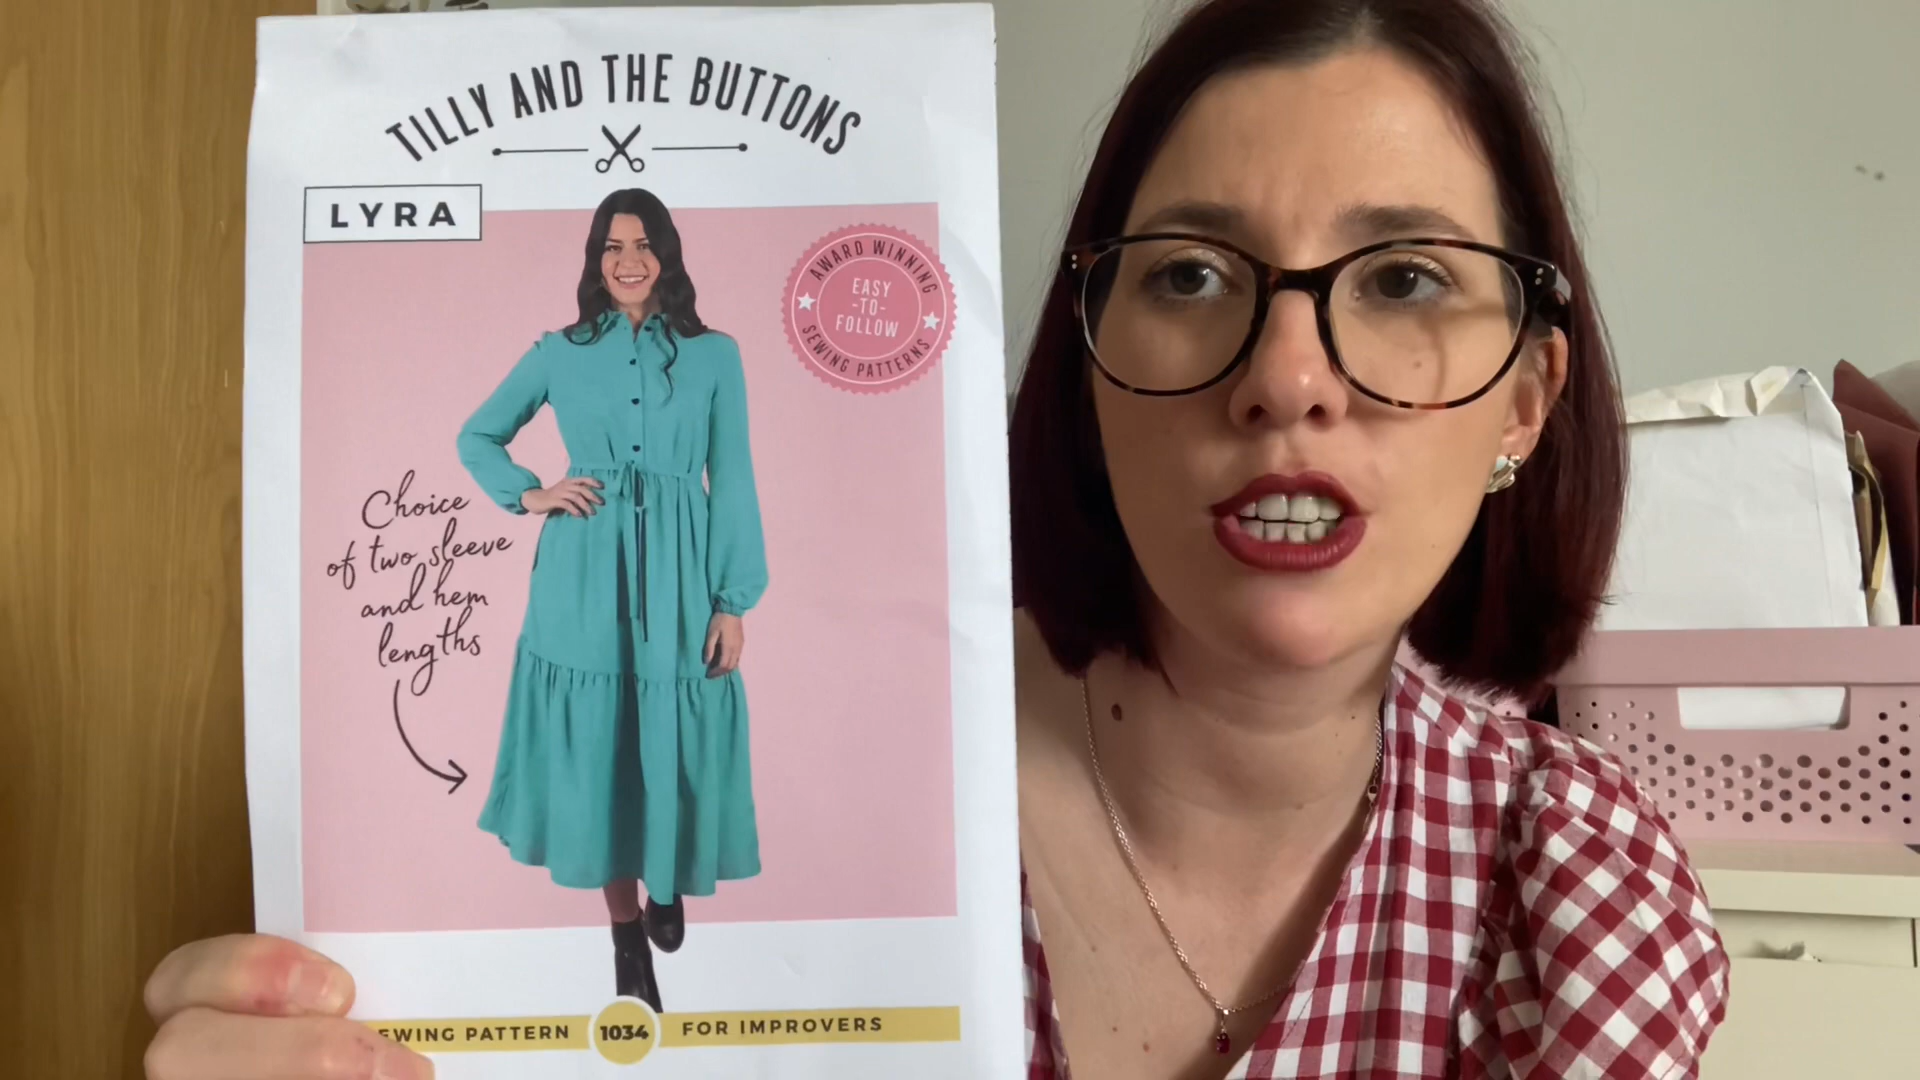 TILLY AND THE BUTTONS
LYRA
AWARD WINNING
EASY
-TO-
FOLLOW
SEWING PATTERNS
Choice
of two sleeve
and hem
lengths
EWING PATTERN 1034 FOR IMPROVERS